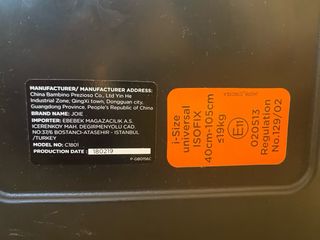 MANUFACTURER/ MANUFACTURER ADDRESS:
China Bambino Prezioso Co., Ltd Yin He
Industrial Zone, QingXi town, Dongguan city,
Guangdong Province, People's Republic of China
BRAND NAME: JOIE
IMPORTER: EBEBEK MAGAZACILIK A.S.
ICERENKOY MAH. DEGIRMENYOLU CAD.
NO:37/6 BOSTANCI-ATASEHIR - ISTANBUL
/TURKEY
MODEL NO: C1801
PRODUCTION DATE: 180219
P-GB015AC
i-Size
universal
ISOFIX
40cm-105cm
≤19kg
E11
020513
Regulation
No.129/02